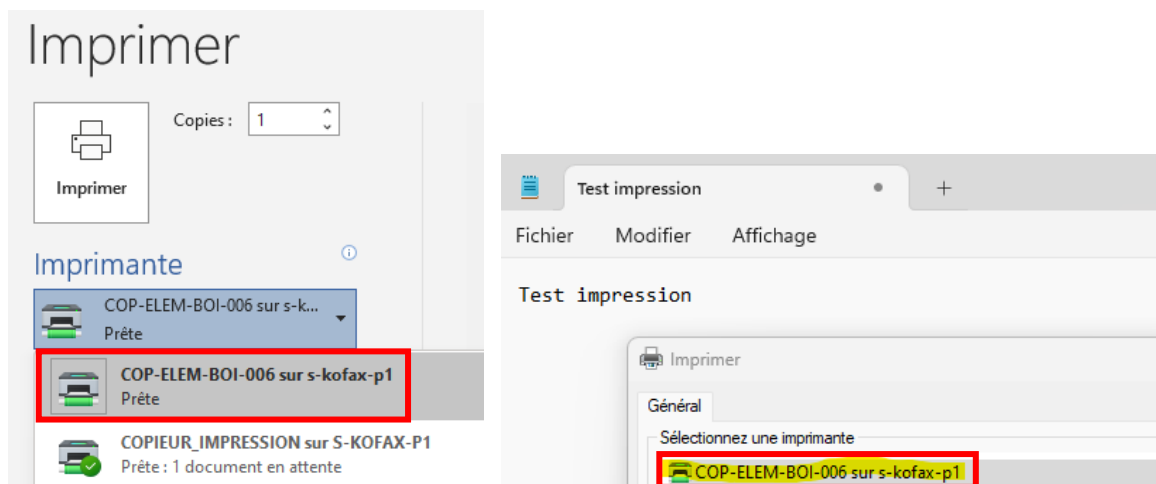 Imprimer
Copies : 1
Imprimer
Imprimante
COP-ELEM-BOI-006 sur s-k...
Prête
COP-ELEM-BOI-006 sur s-kofax-p1
Prête
COPIEUR_IMPRESSION sur S-KOFAX-P1
Prête : 1 document en attente
Test impression
Fichier Modifier Affichage
Test impression
Imprimer
Général
Sélectionnez une imprimante
COP-ELEM-BOI-006 sur s-kofax-p1